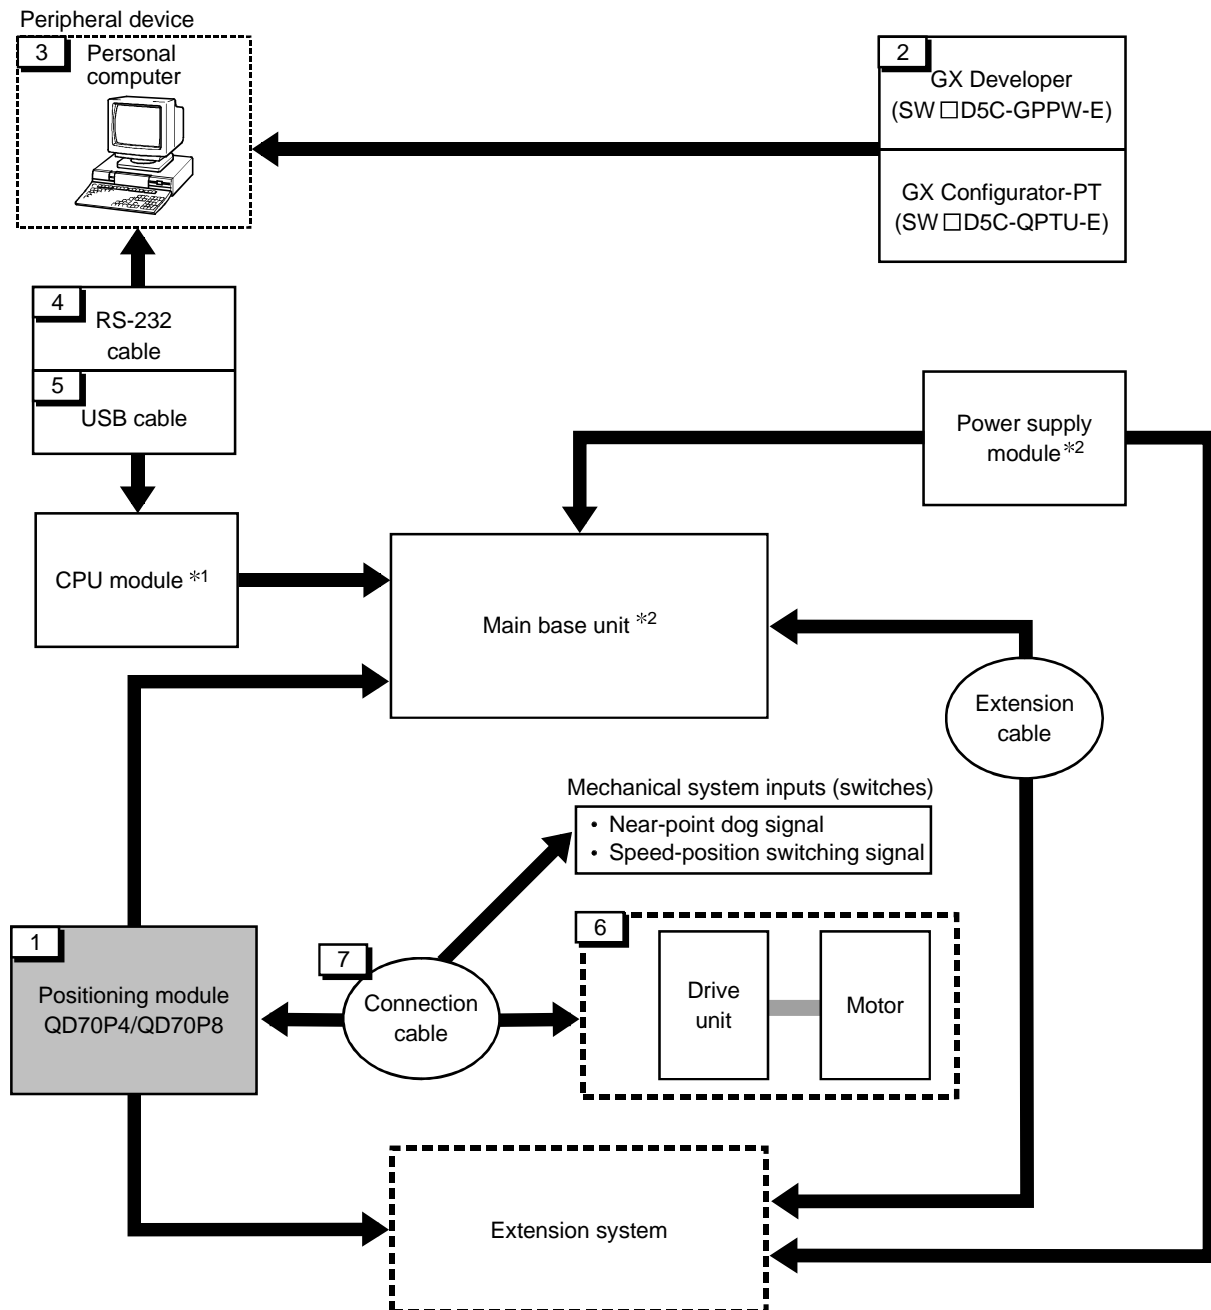 Peripheral device
3
Personal
computer
2
GX Developer
(SW □D5C-GPPW-E)
GX Configurator-PT
(SW □D5C-QPTU-E)
4
RS-232
cable
5
USB cable
Power supply
module*2
CPU module *1
Main base unit *2
Extension
cable
Mechanical system inputs (switches)
• Near-point dog signal
• Speed-position switching signal
1
Positioning module
QD70P4/QD70P8
7
Connection
cable
6
Drive
unit
Motor
Extension system